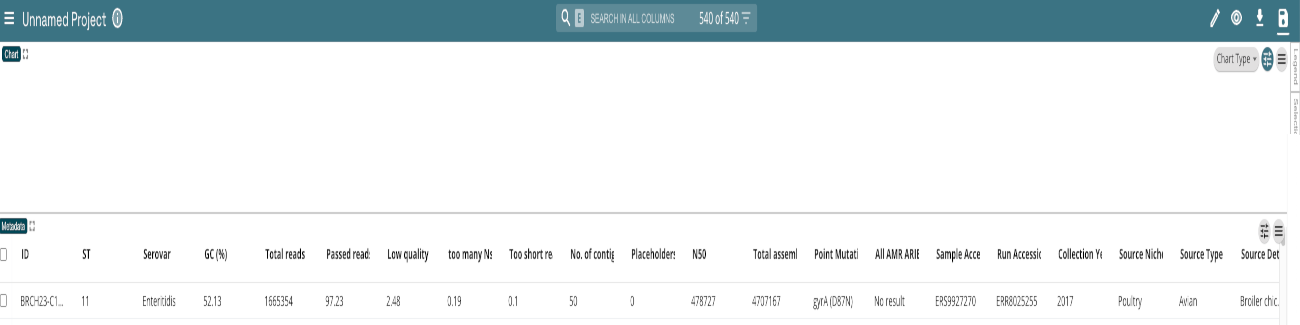 Unnamed Project
E SEARCH IN ALL COLUMNS 540 of 540
Chart
Chart Type
Legend
Selectio
Metadata
ID ST Serovar GC (%) Total reads Passed reads Low quality too many Ns Too short re No. of contig Placeholders N50 Total asseml Point Mutati All AMR ARIE Sample Acce Run Accessic Collection Ye Source Niche Source Type Source Det
BRCH23-C1... 11 Enteritidis 52.13 1665354 97.23 2.48 0.19 0.1 50 0 478727 4707167 gyrA (D87N) No result ERS9927270 ERR8025255 2017 Poultry Avian Broiler chic.